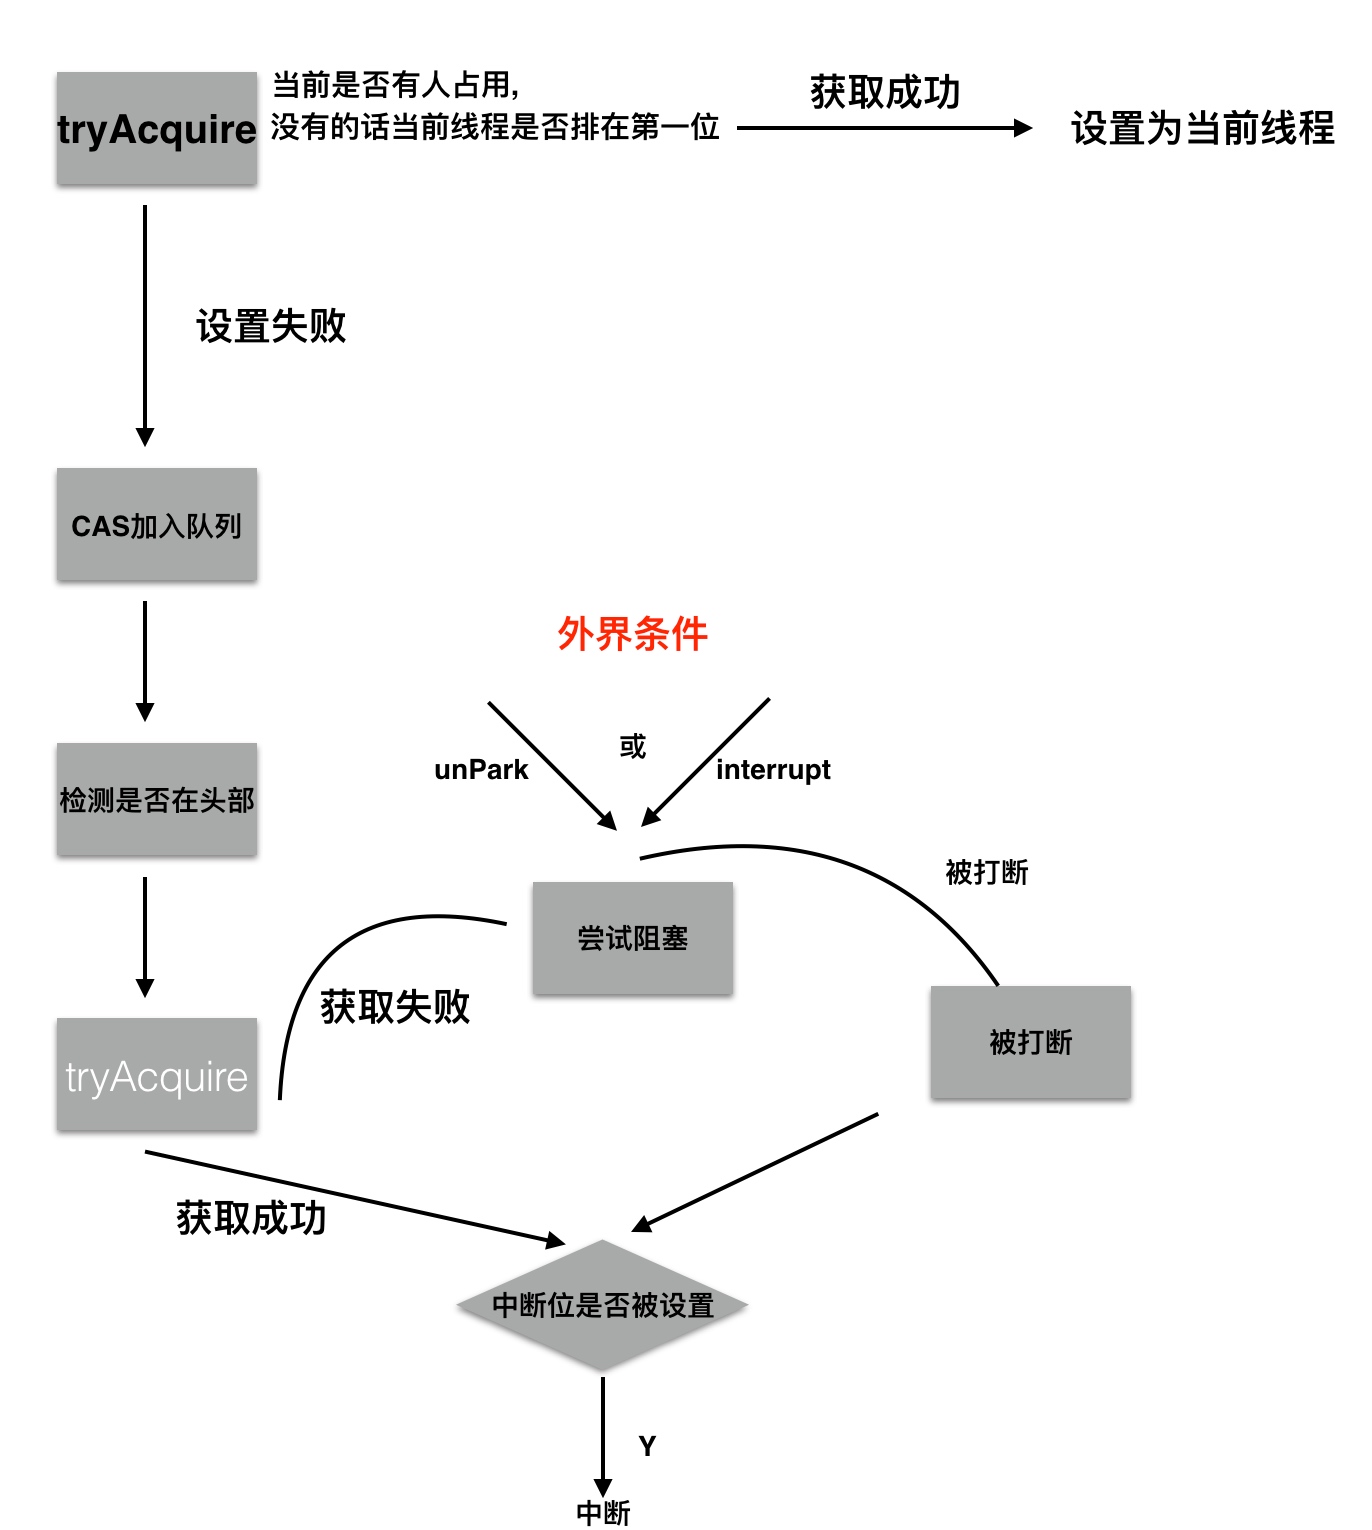 tryAcquire
当前是否有人占用,
没有的话当前线程是否排在第一位
获取成功
设置为当前线程
设置失败
CAS加入队列
外界条件
unPark
或
interrupt
检测是否在头部
被打断
尝试阻塞
获取失败
被打断
tryAcquire
获取成功
中断位是否被设置
Y
中断